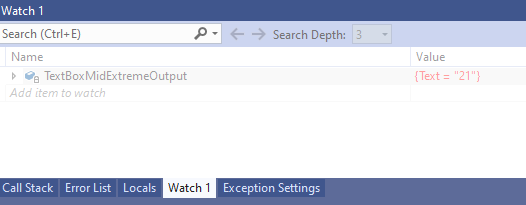 Watch 1
Search (Ctrl+E) Search Depth: 3
Name Value
TextBoxMidExtremeOutput {Text = "21"}
Add item to watch
Call Stack Error List Locals Watch 1 Exception Settings